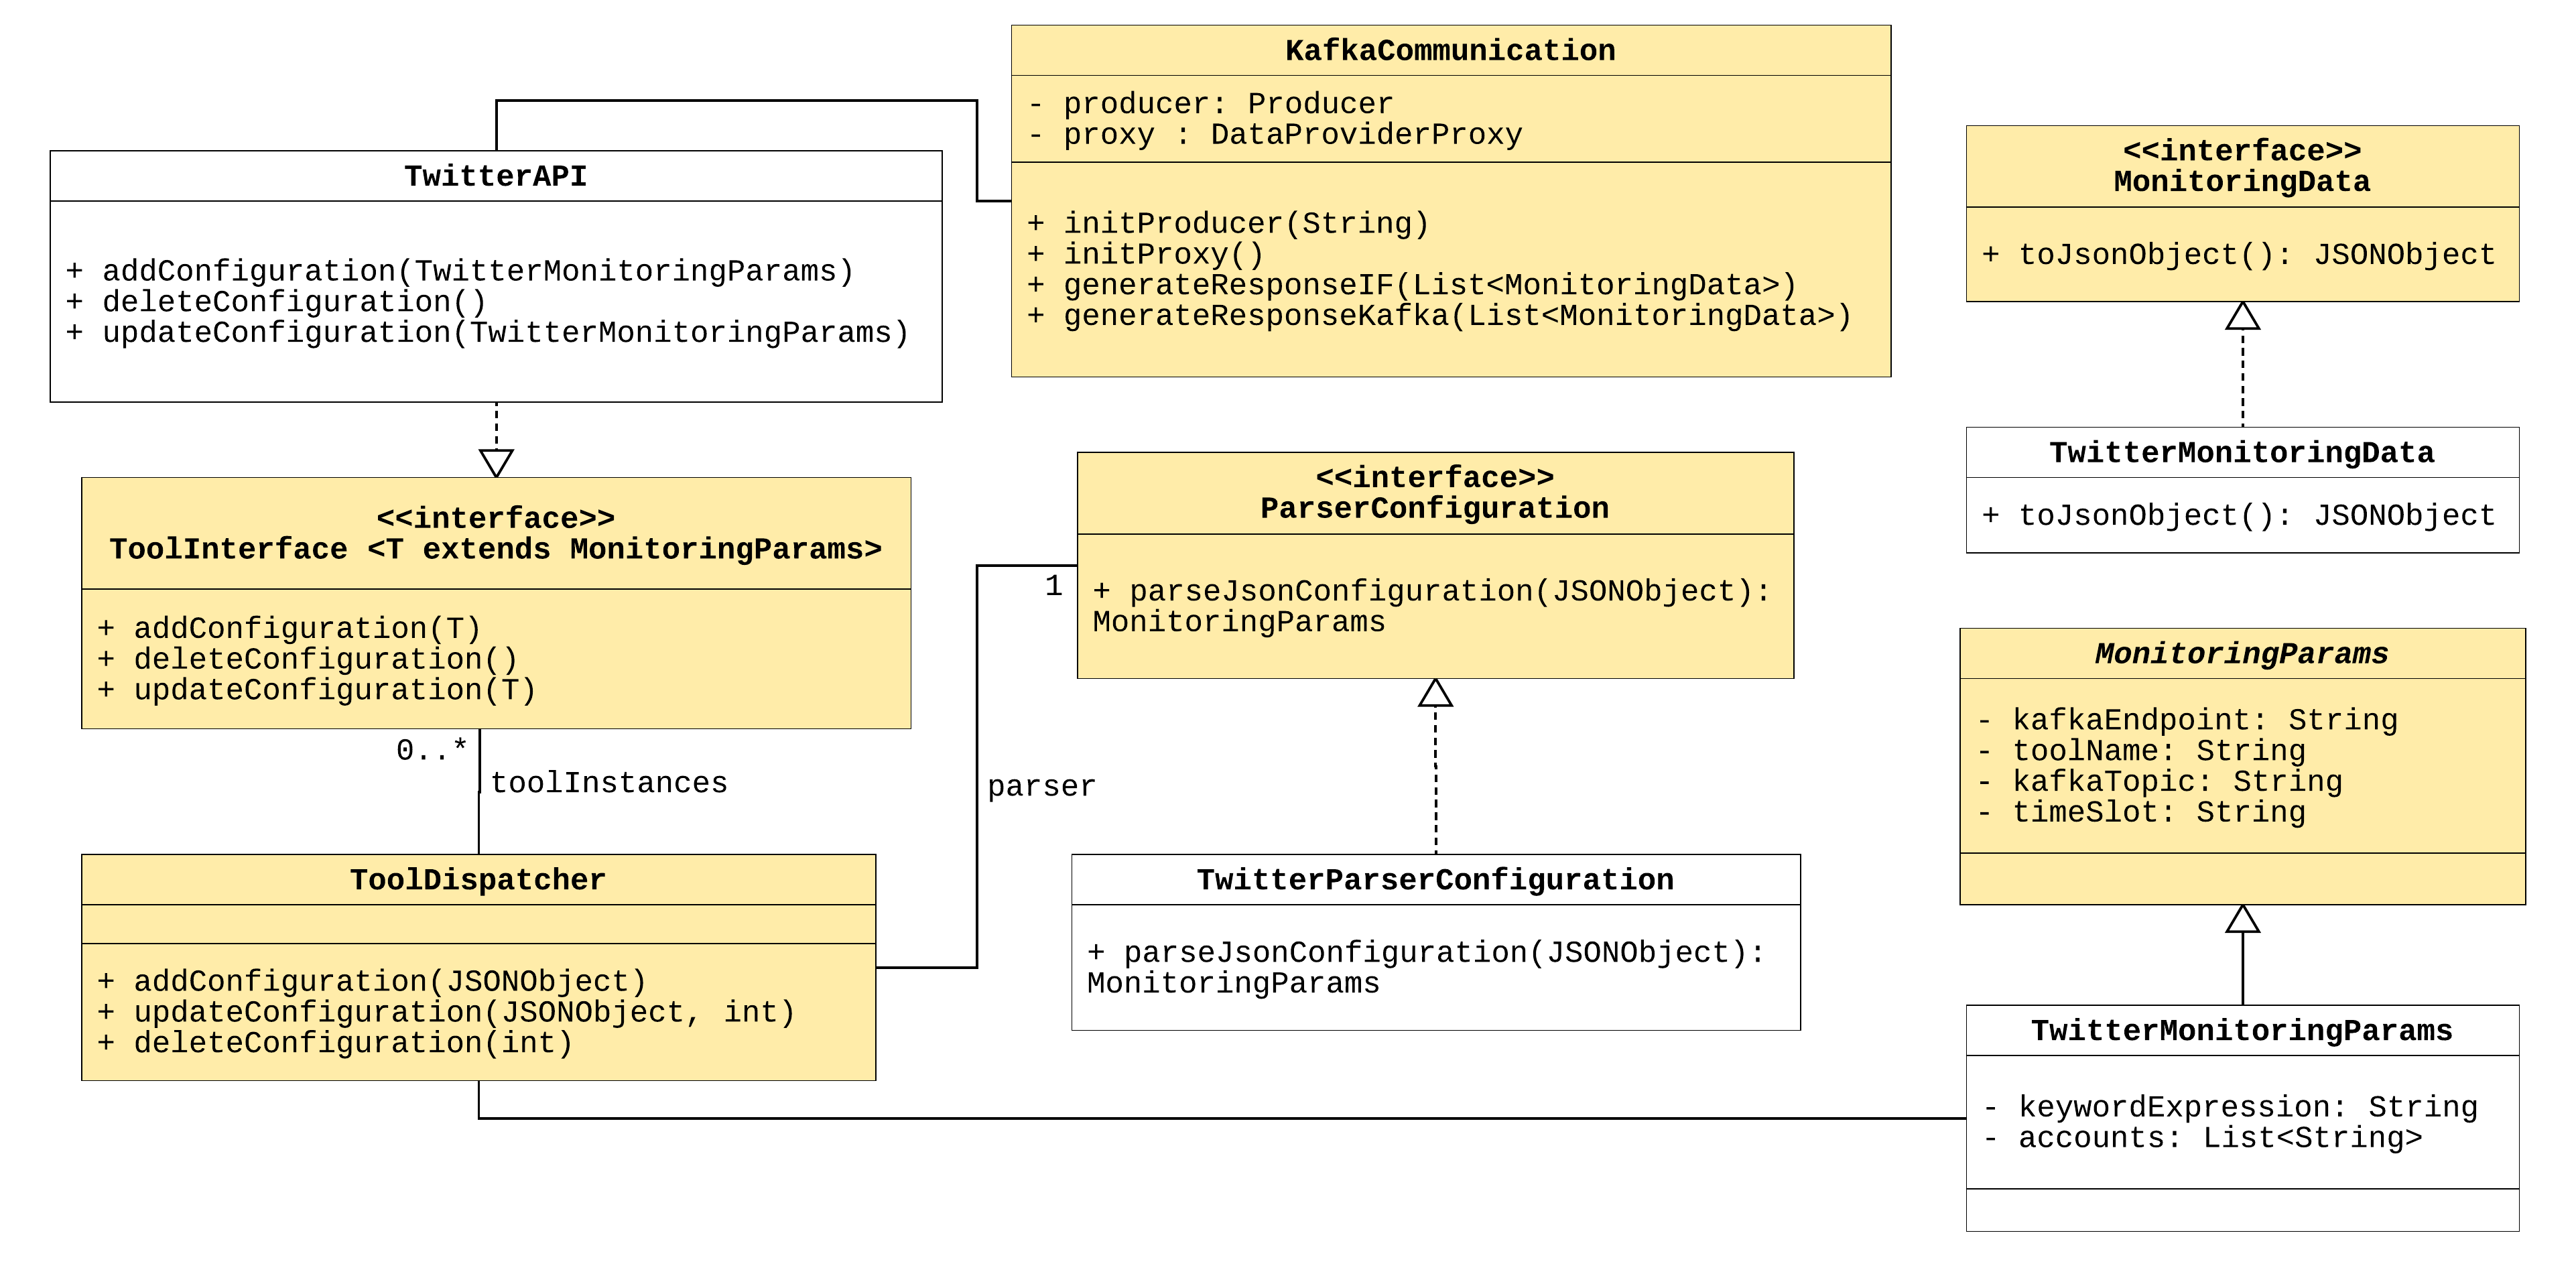 KafkaCommunication
- producer: Producer
- proxy : DataProviderProxy
+ initProducer(String)
+ initProxy()
+ generateResponseIF(List<MonitoringData>)
+ generateResponseKafka(List<MonitoringData>)
TwitterAPI
+ addConfiguration(TwitterMonitoringParams)
+ deleteConfiguration()
+ updateConfiguration(TwitterMonitoringParams)
<<interface>>
MonitoringData
+ toJsonObject(): JSONObject
TwitterMonitoringData
+ toJsonObject(): JSONObject
<<interface>>
ToolInterface <T extends MonitoringParams>
+ addConfiguration(T)
+ deleteConfiguration()
+ updateConfiguration(T)
<<interface>>
ParserConfiguration
+ parseJsonConfiguration(JSONObject):
MonitoringParams
1
parser
0..*
toolInstances
MonitoringParams
- kafkaEndpoint: String
- toolName: String
- kafkaTopic: String
- timeSlot: String
ToolDispatcher
+ addConfiguration(JSONObject)
+ updateConfiguration(JSONObject, int)
+ deleteConfiguration(int)
TwitterParserConfiguration
+ parseJsonConfiguration(JSONObject):
MonitoringParams
TwitterMonitoringParams
- keywordExpression: String
- accounts: List<String>